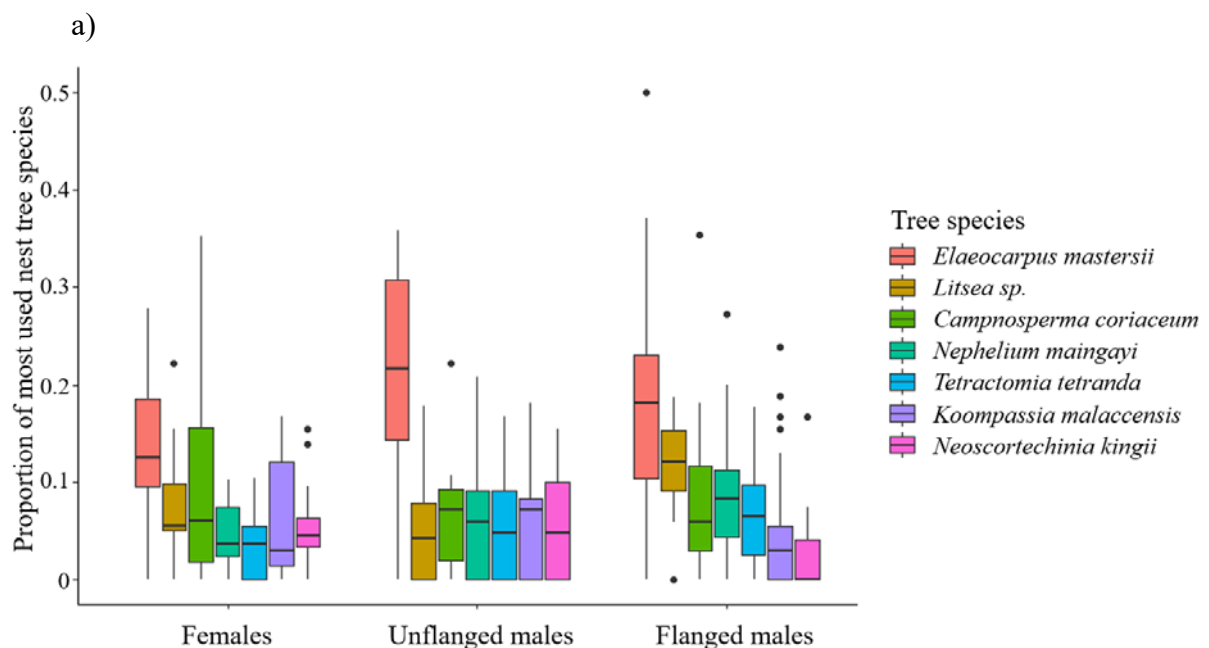 a)
Proportion of most used nest tree species
0.5
0.4
0.3
0.2
0.1
0
Females Unflanged males Flanged males
Tree species
Elaeocarpus mastersii
Litsea sp.
Campnosperma coriaceum
Nephelium maingayi
Tetractomia tetranda
Koompassia malaccensis
Neoscortechinia kingii